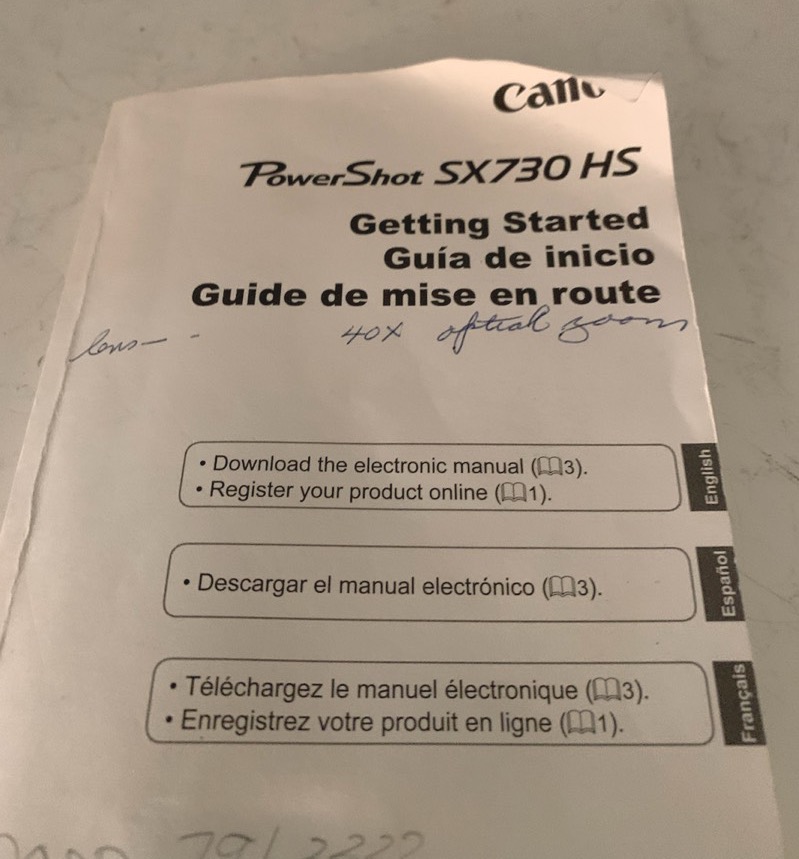 Cano
PowerShot SX730 HS
Getting Started
Guía de inicio
Guide de mise en route
lens - - 40X optical zoom
• Download the electronic manual (3).
• Register your product online (1).
English
• Descargar el manual electrónico (3).
Español
• Téléchargez le manuel électronique (3).
• Enregistrez votre produit en ligne (1).
Français